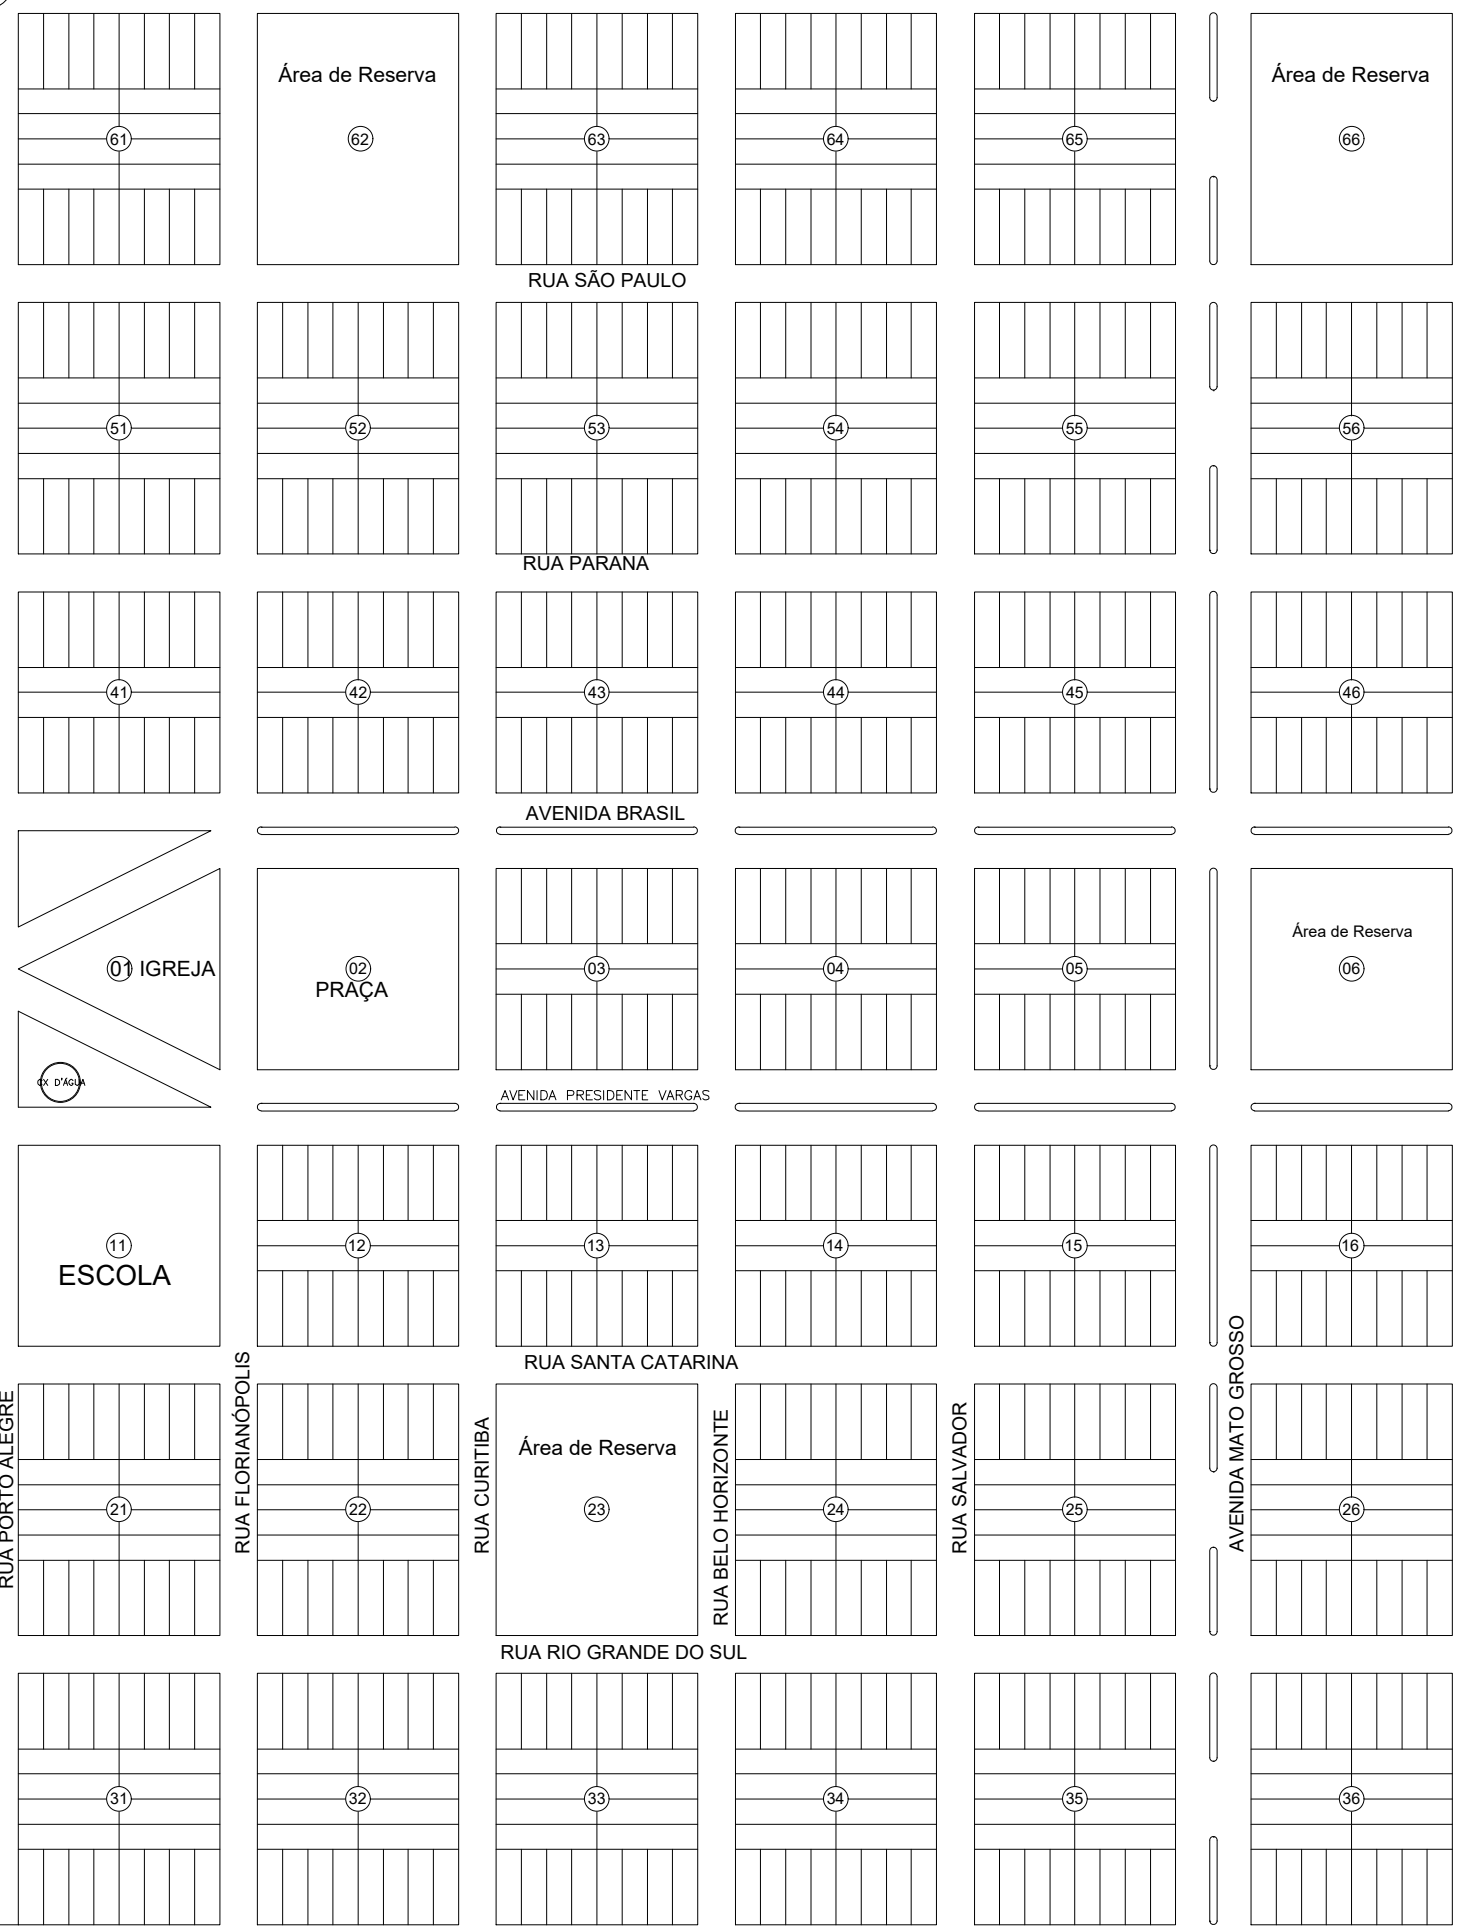 Área de Reserva
Área de Reserva
61
62
63
64
65
66
RUA SÃO PAULO
51
52
53
54
55
56
RUA PARANA
41
42
43
44
45
46
AVENIDA BRASIL
Área de Reserva
01 IGREJA
02
03
04
05
06
PRAÇA
CX D'ÁGUA
AVENIDA PRESIDENTE VARGAS
11
12
13
14
15
16
ESCOLA
RUA SANTA CATARINA
RUA PORTO ALEGRE
RUA FLORIANÓPOLIS
RUA CURITIBA
Área de Reserva
RUA BELO HORIZONTE
RUA SALVADOR
AVENIDA MATO GROSSO
21
22
23
24
25
26
RUA RIO GRANDE DO SUL
31
32
33
34
35
36